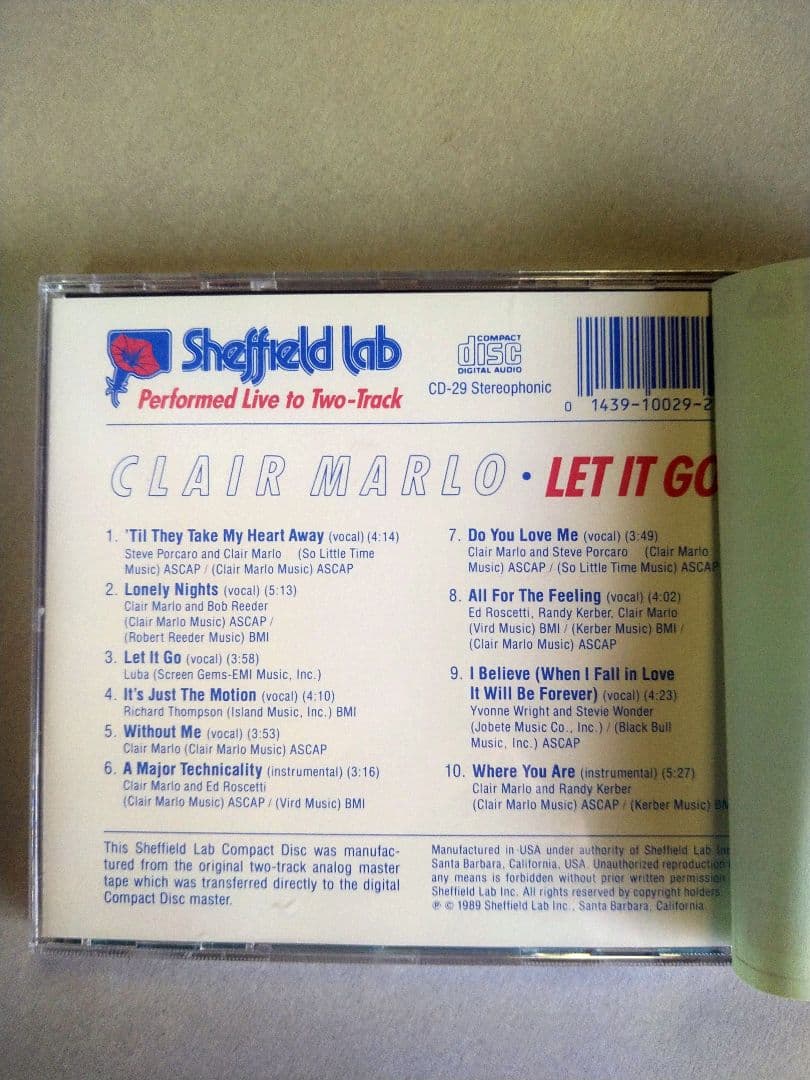 Sheffield Lab
Performed Live to Two-Track
COMPACT
disc
DIGITAL AUDIO
CD-29 Stereophonic
0 1439-10029-2
CLAIR MARLO · LET IT GO
1. 'Til They Take My Heart Away (vocal) (4:14)
Steve Porcaro and Clair Marlo (So Little Time
Music) ASCAP / (Clair Marlo Music) ASCAP
2. Lonely Nights (vocal) (5:13)
Clair Marlo and Bob Reeder
(Clair Marlo Music) ASCAP /
(Robert Reeder Music) BMI
3. Let It Go (vocal) (3:58)
Luba (Screen Gems-EMI Music, Inc.)
4. It's Just The Motion (vocal) (4:10)
Richard Thompson (Island Music, Inc.) BMI
5. Without Me (vocal) (3:53)
Clair Marlo (Clair Marlo Music) ASCAP
6. A Major Technicality (instrumental) (3:16)
Clair Marlo and Ed Roscetti
(Clair Marlo Music) ASCAP / (Vird Music) BMI
7. Do You Love Me (vocal) (3:49)
Clair Marlo and Steve Porcaro (Clair Marlo
Music) ASCAP / (So Little Time Music) ASCAP
8. All For The Feeling (vocal) (4:02)
Ed Roscetti, Randy Kerber, Clair Marlo
(Vird Music) BMI / (Kerber Music) BMI /
(Clair Marlo Music) ASCAP
9. I Believe (When I Fall in Love
It Will Be Forever) (vocal) (4:23)
Yvonne Wright and Stevie Wonder
(Jobete Music Co., Inc.) / (Black Bull
Music, Inc.) ASCAP
10. Where You Are (instrumental) (5:27)
Clair Marlo and Randy Kerber
(Clair Marlo Music) ASCAP / (Kerber Music)
This Sheffield Lab Compact Disc was manufac-
tured from the original two-track analog master
tape which was transferred directly to the digital
Compact Disc master.
Manufactured in USA under authority of Sheffield Lab
Santa Barbara, California, USA. Unauthorized reproduction
any means is forbidden without prior written permission
Sheffield Lab Inc. All rights reserved by copyright holders.
℗ © 1989 Sheffield Lab Inc., Santa Barbara, California